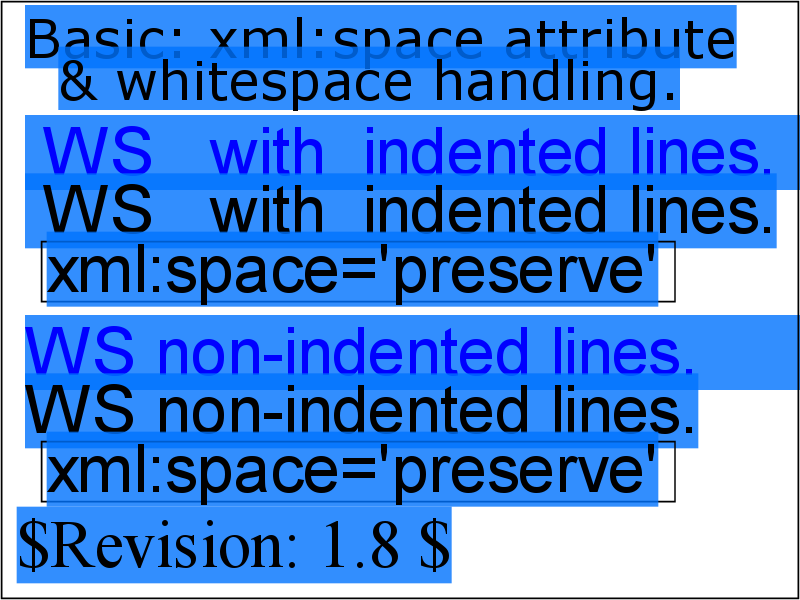 Basic: xml:space attribute
& whitespace handling.
WS   with  indented lines.
WS   with  indented lines.
xml:space='preserve'
WS non-indented lines.
WS non-indented lines.
xml:space='preserve'
$Revision: 1.8 $